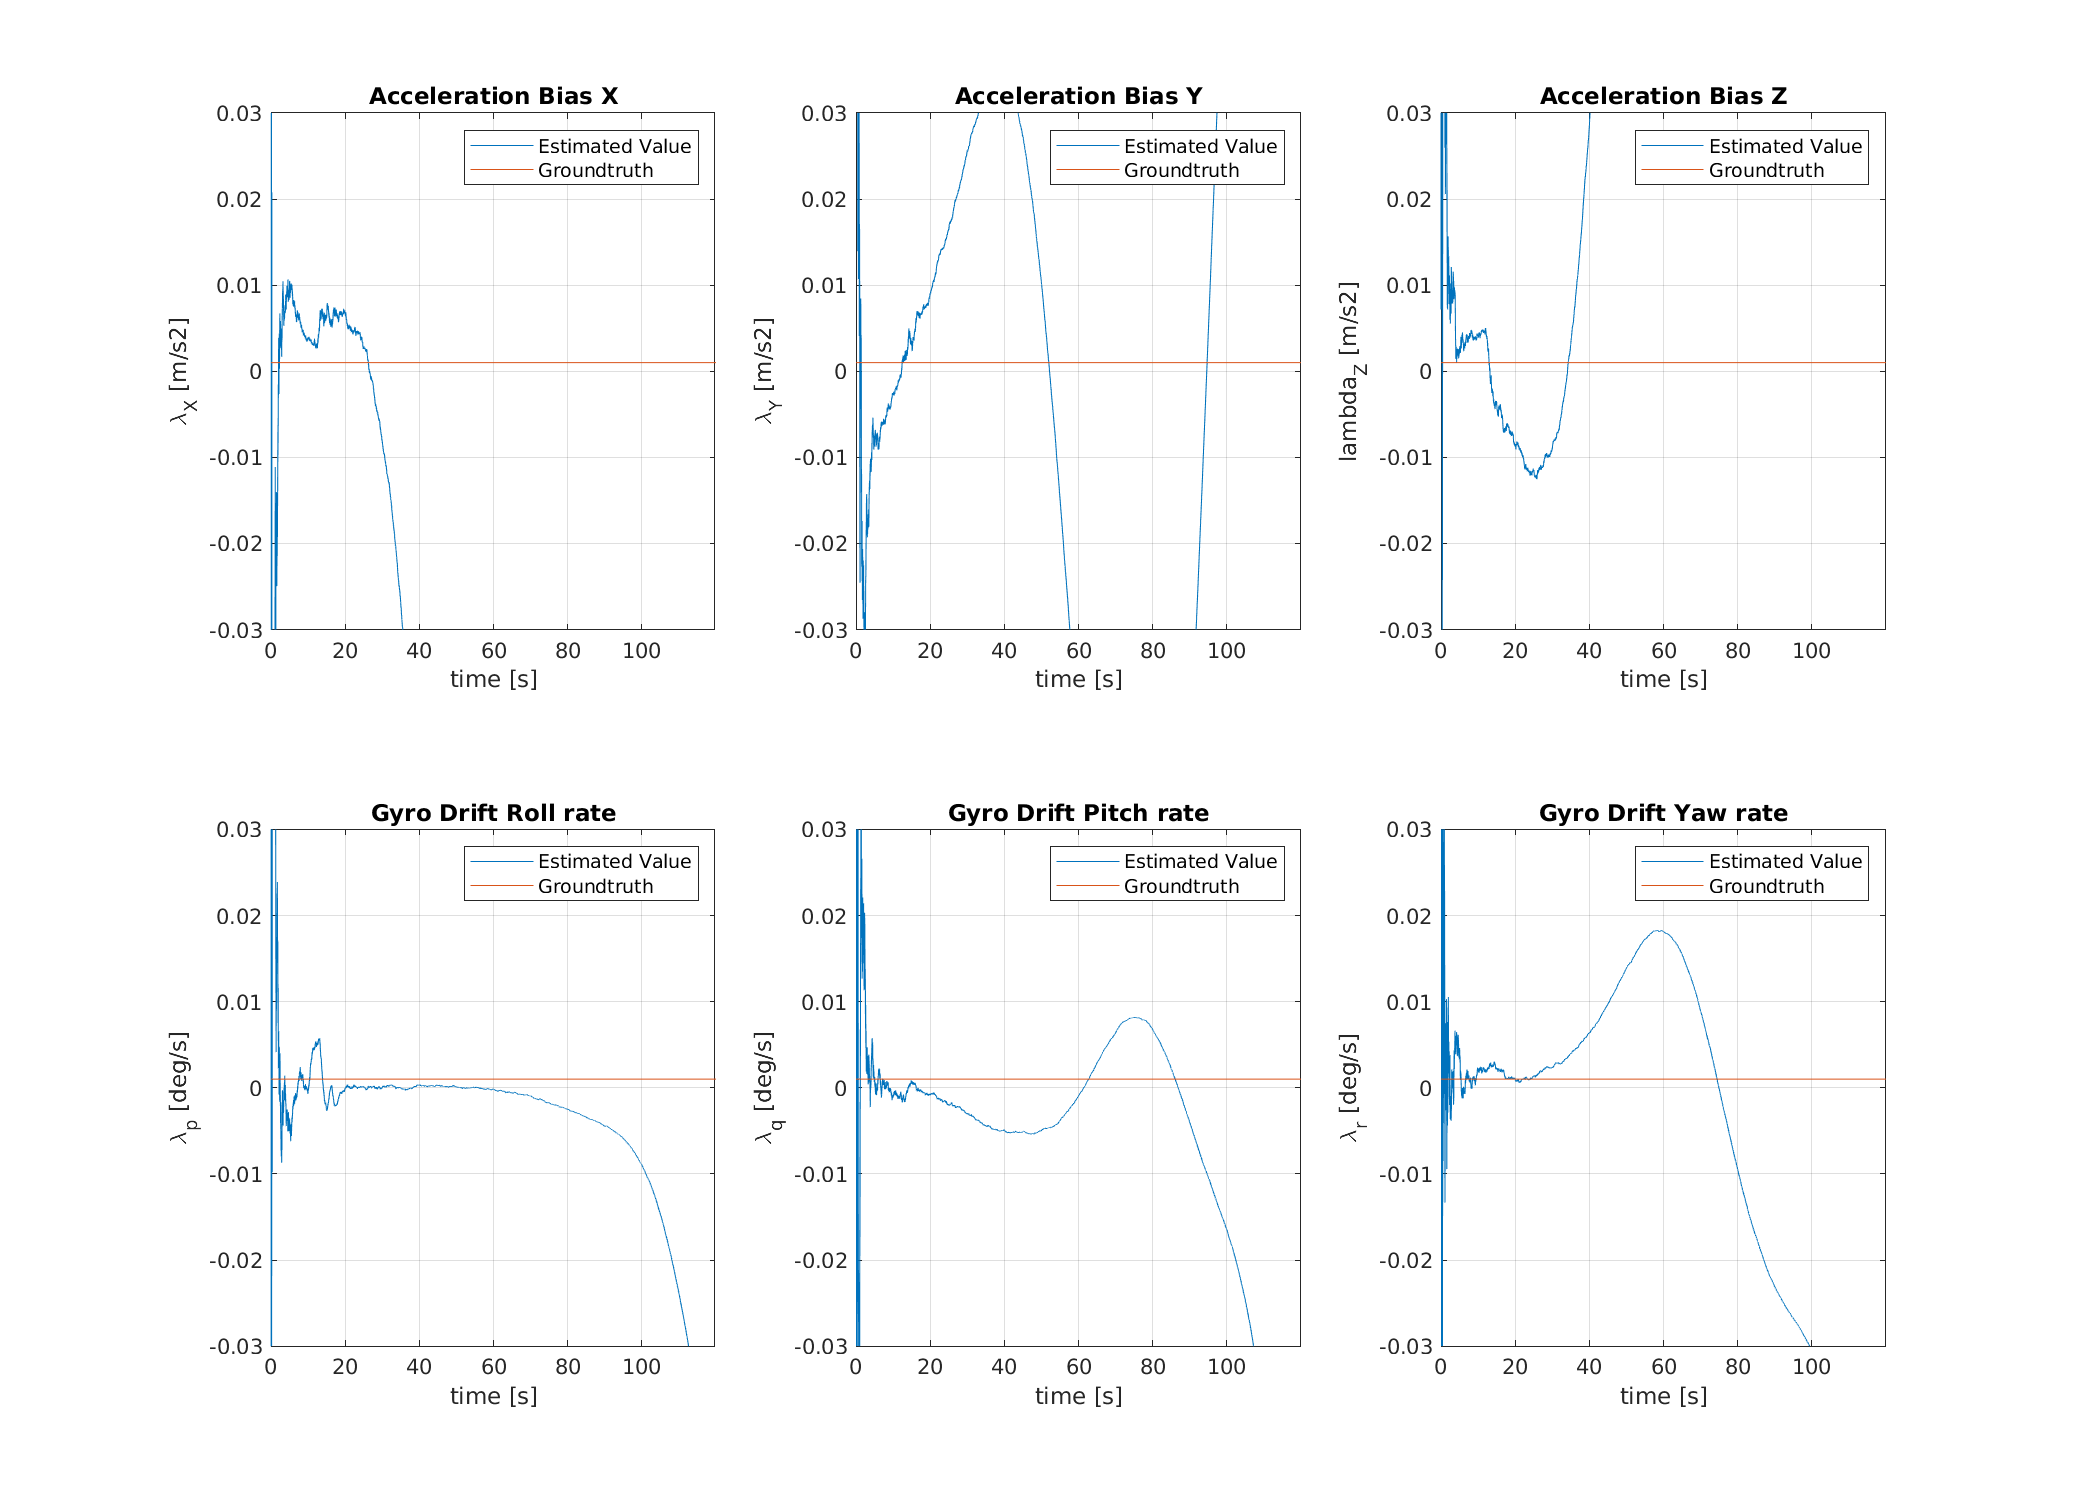 Acceleration Bias X
Acceleration Bias Y
Acceleration Bias Z
0.03
0.02
0.01
0
-0.01
-0.02
-0.03
λX [m/s2]
Estimated Value
Groundtruth
0 20 40 60 80 100
time [s]
0.03
0.02
0.01
0
-0.01
-0.02
-0.03
λY [m/s2]
Estimated Value
Groundtruth
0 20 40 60 80 100
time [s]
0.03
0.02
0.01
0
-0.01
-0.02
-0.03
lambdaZ [m/s2]
Estimated Value
Groundtruth
0 20 40 60 80 100
time [s]
Gyro Drift Roll rate
Gyro Drift Pitch rate
Gyro Drift Yaw rate
0.03
0.02
0.01
0
-0.01
-0.02
-0.03
λp [deg/s]
Estimated Value
Groundtruth
0 20 40 60 80 100
time [s]
0.03
0.02
0.01
0
-0.01
-0.02
-0.03
λq [deg/s]
Estimated Value
Groundtruth
0 20 40 60 80 100
time [s]
0.03
0.02
0.01
0
-0.01
-0.02
-0.03
λr [deg/s]
Estimated Value
Groundtruth
0 20 40 60 80 100
time [s]